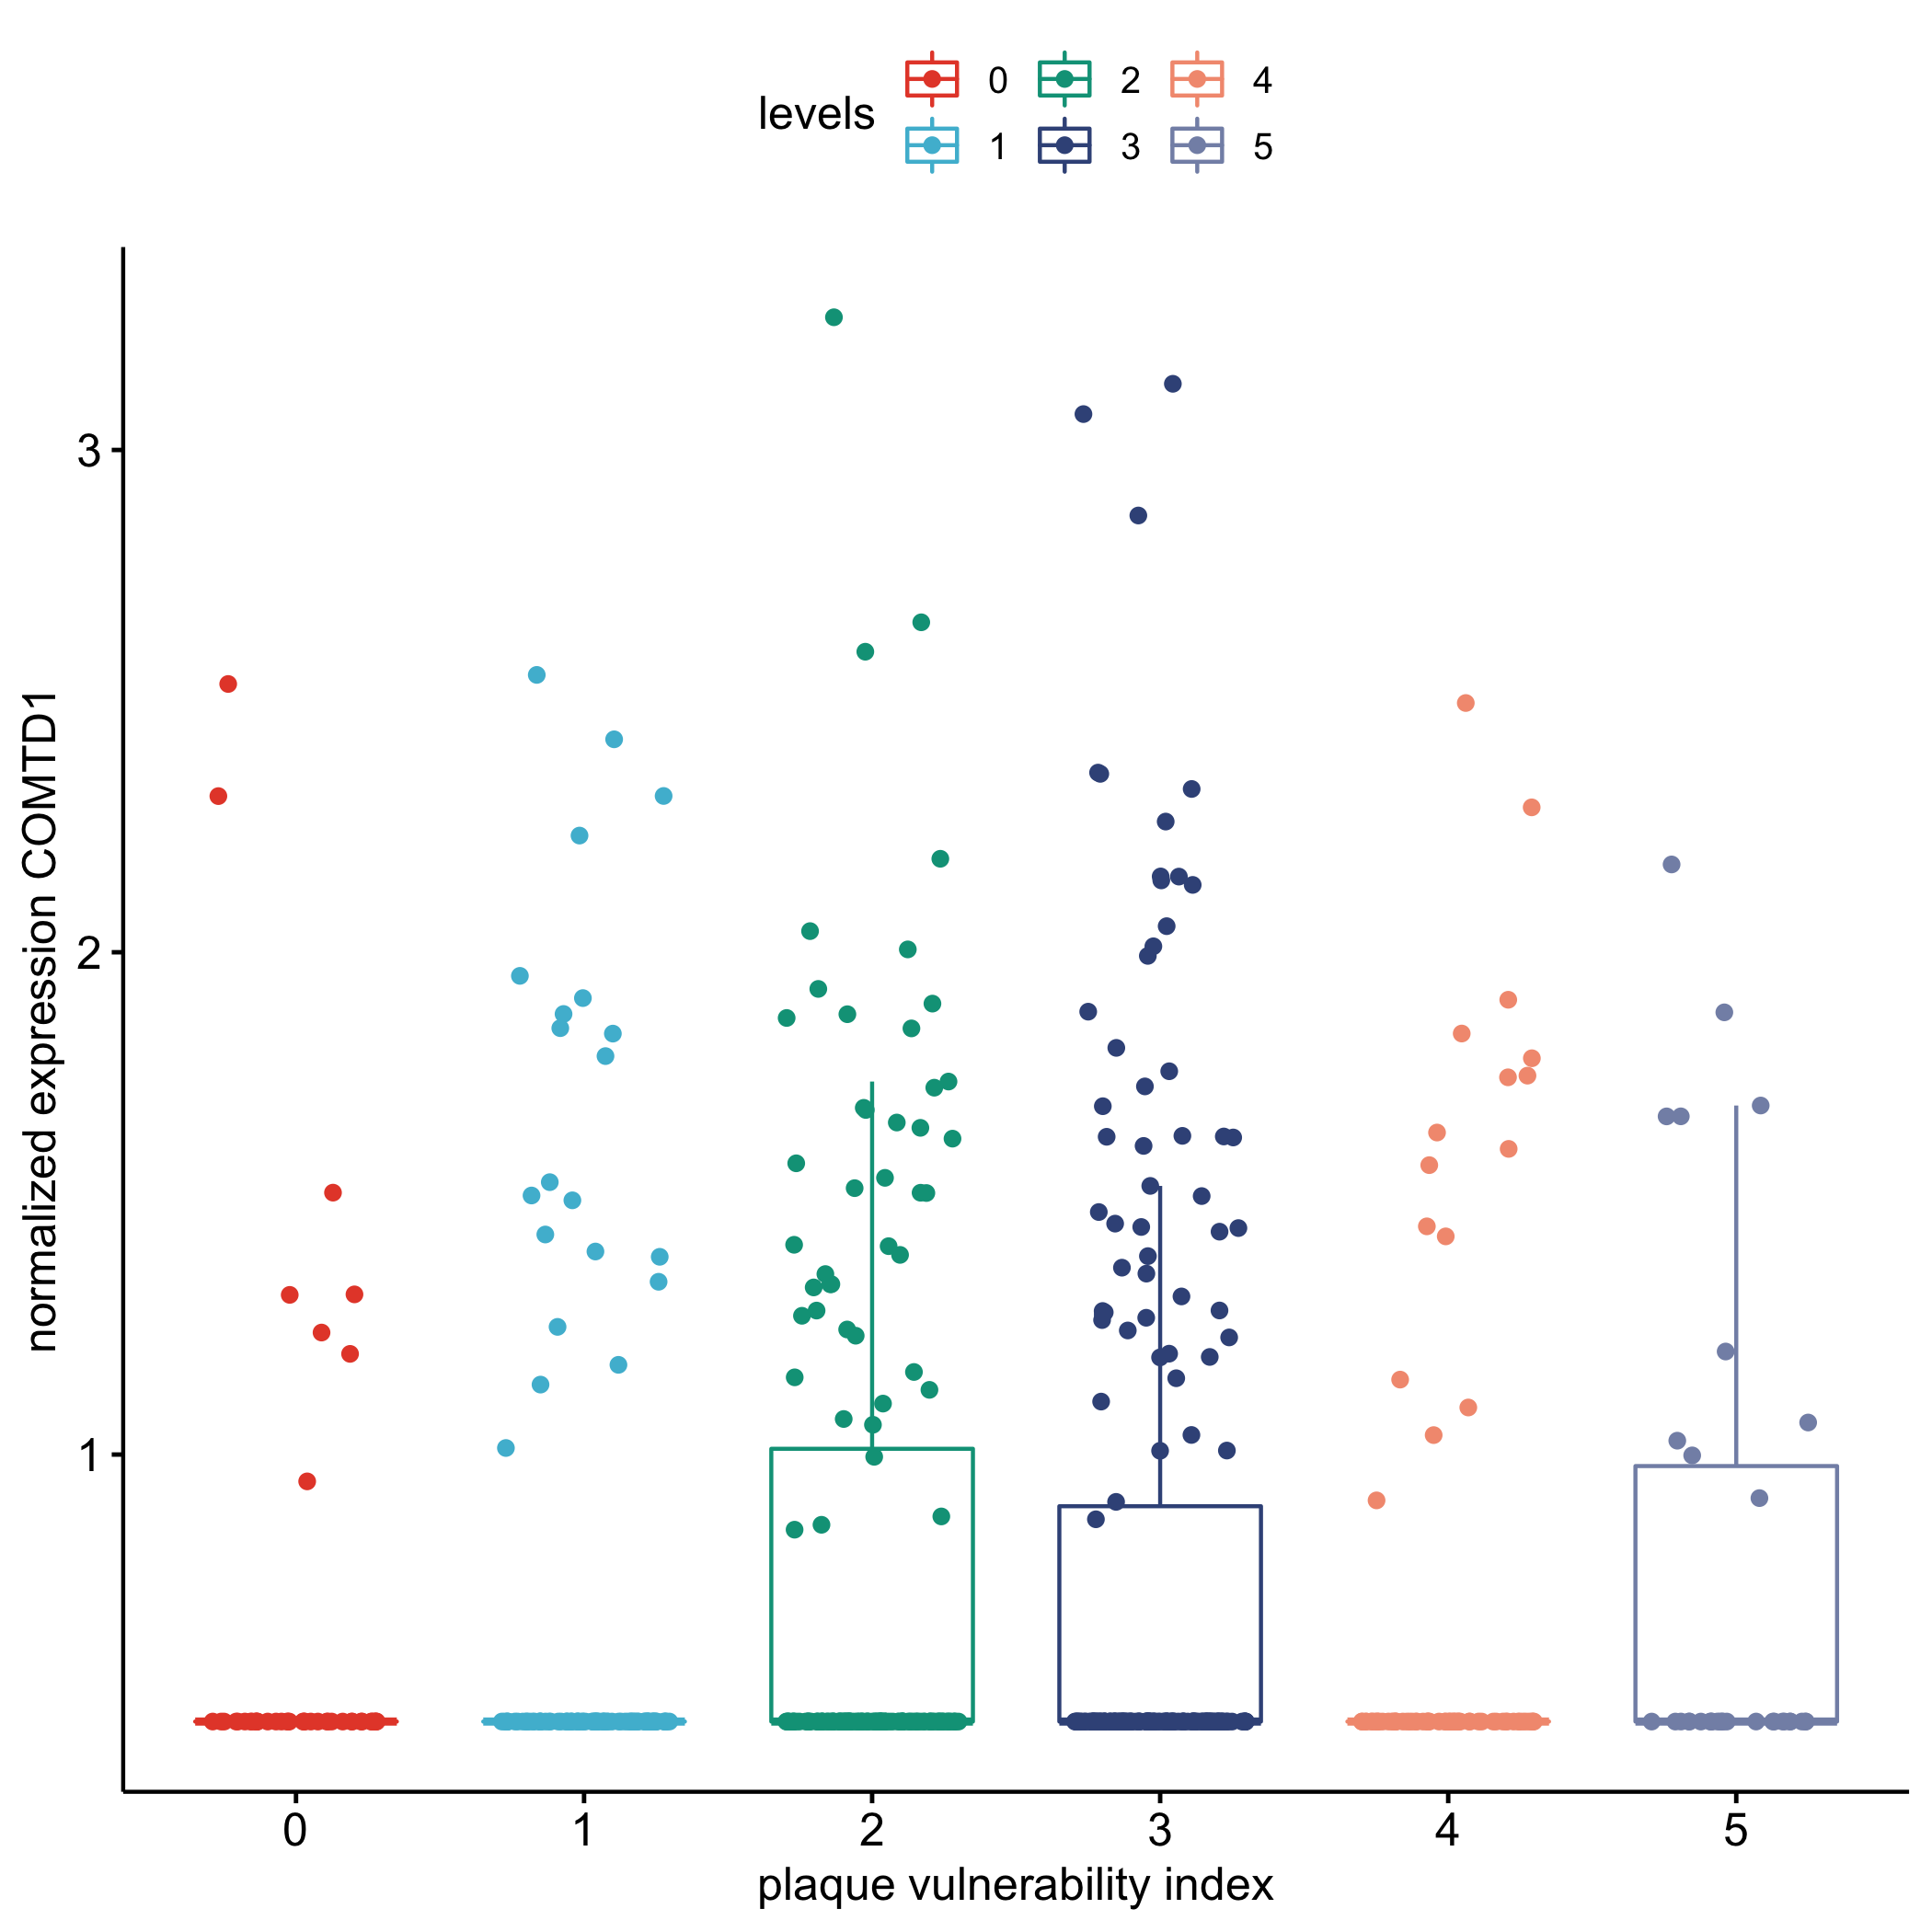 levels
0 2 4
1 3 5
normalized expression COMTD1
3
2
1
0 1 2 3 4 5
plaque vulnerability index